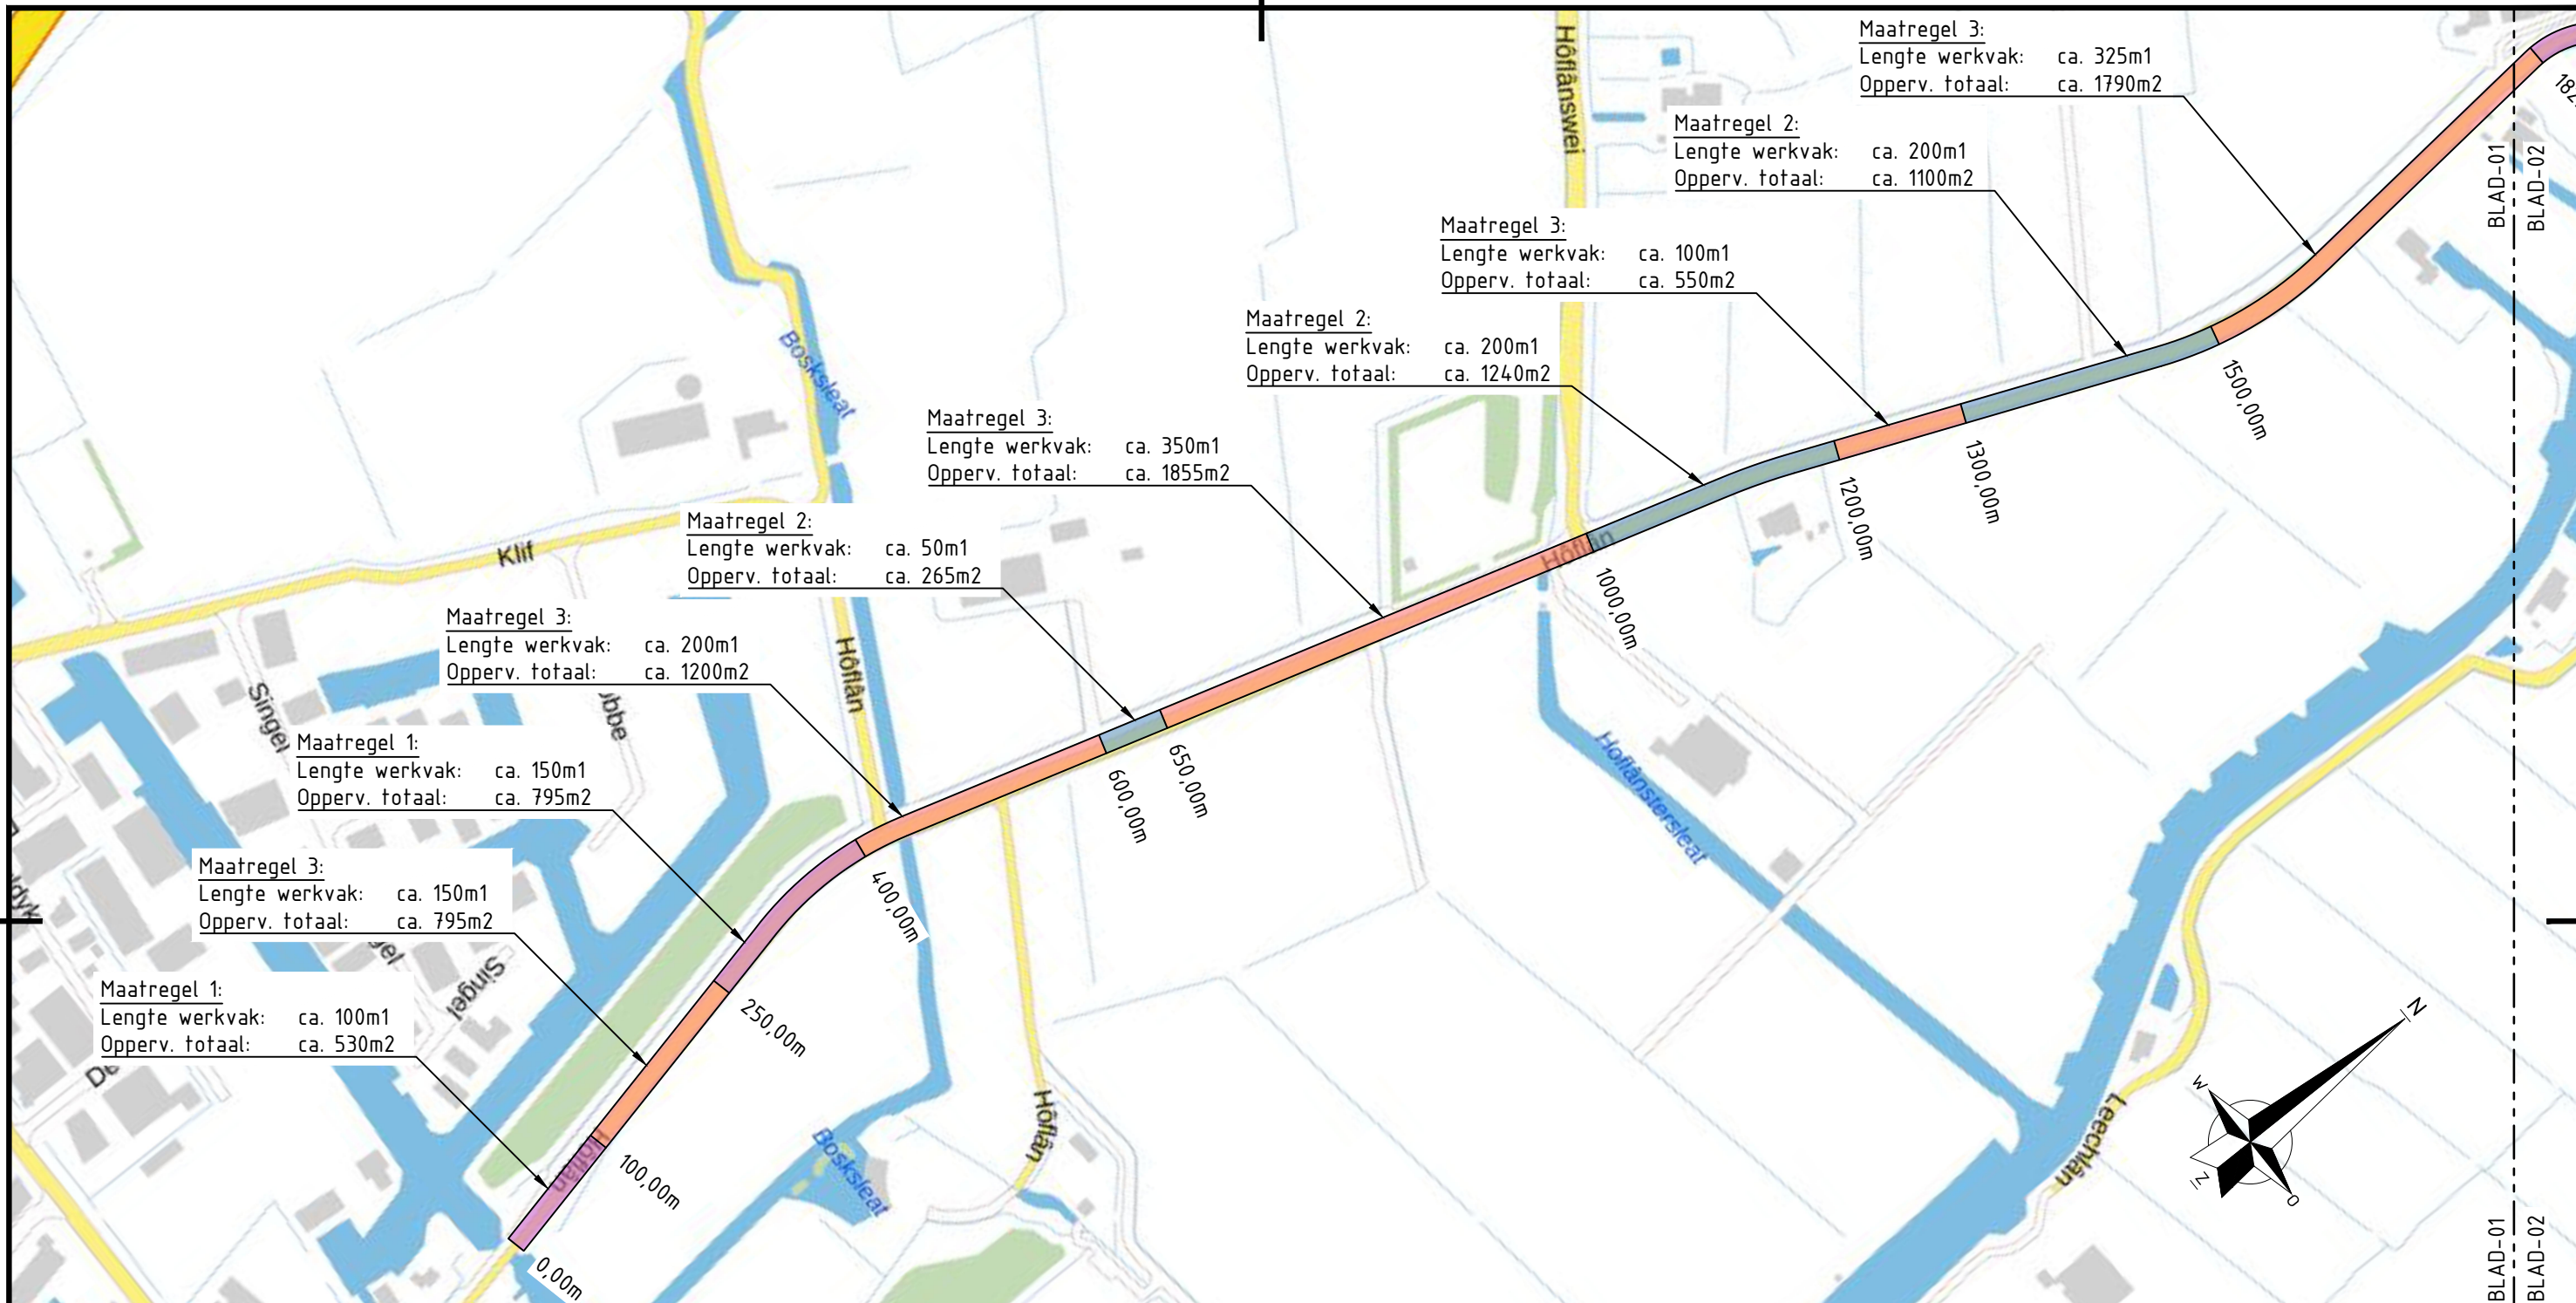 Maatregel 3:
Lengte werkvak: ca. 325m1
Opperv. totaal: ca. 1790m2
Maatregel 2:
Lengte werkvak: ca. 200m1
Opperv. totaal: ca. 1100m2
Maatregel 3:
Lengte werkvak: ca. 100m1
Opperv. totaal: ca. 550m2
Maatregel 2:
Lengte werkvak: ca. 200m1
Opperv. totaal: ca. 1240m2
Maatregel 3:
Lengte werkvak: ca. 350m1
Opperv. totaal: ca. 1855m2
Maatregel 2:
Lengte werkvak: ca. 50m1
Opperv. totaal: ca. 265m2
Maatregel 3:
Lengte werkvak: ca. 200m1
Opperv. totaal: ca. 1200m2
Maatregel 1:
Lengte werkvak: ca. 150m1
Opperv. totaal: ca. 795m2
Maatregel 3:
Lengte werkvak: ca. 150m1
Opperv. totaal: ca. 795m2
Maatregel 1:
Lengte werkvak: ca. 100m1
Opperv. totaal: ca. 530m2
0,00m
100,00m
250,00m
400,00m
600,00m
650,00m
1000,00m
1200,00m
1300,00m
1500,00m
BLAD-01
BLAD-02
BLAD-01
BLAD-02
Hôflânswei
Bosksleat
Klif
Hôflân
Singel
Singel
Hôflân
Hôflân
Hôflân
Bosksleat
Hoflânstersleat
Leechlân
N
W
O
Z